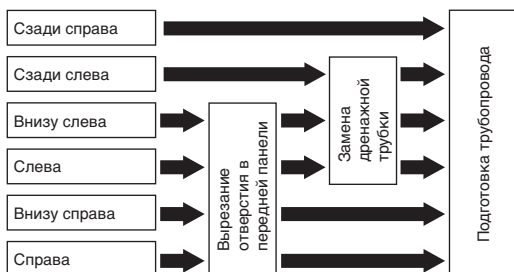 Сзади справа
Сзади слева
Внизу слева
Слева
Внизу справа
Справа
Вырезание
отверстия в
передней панели
Замена
дренажной
трубки
Подготовка трубопровода